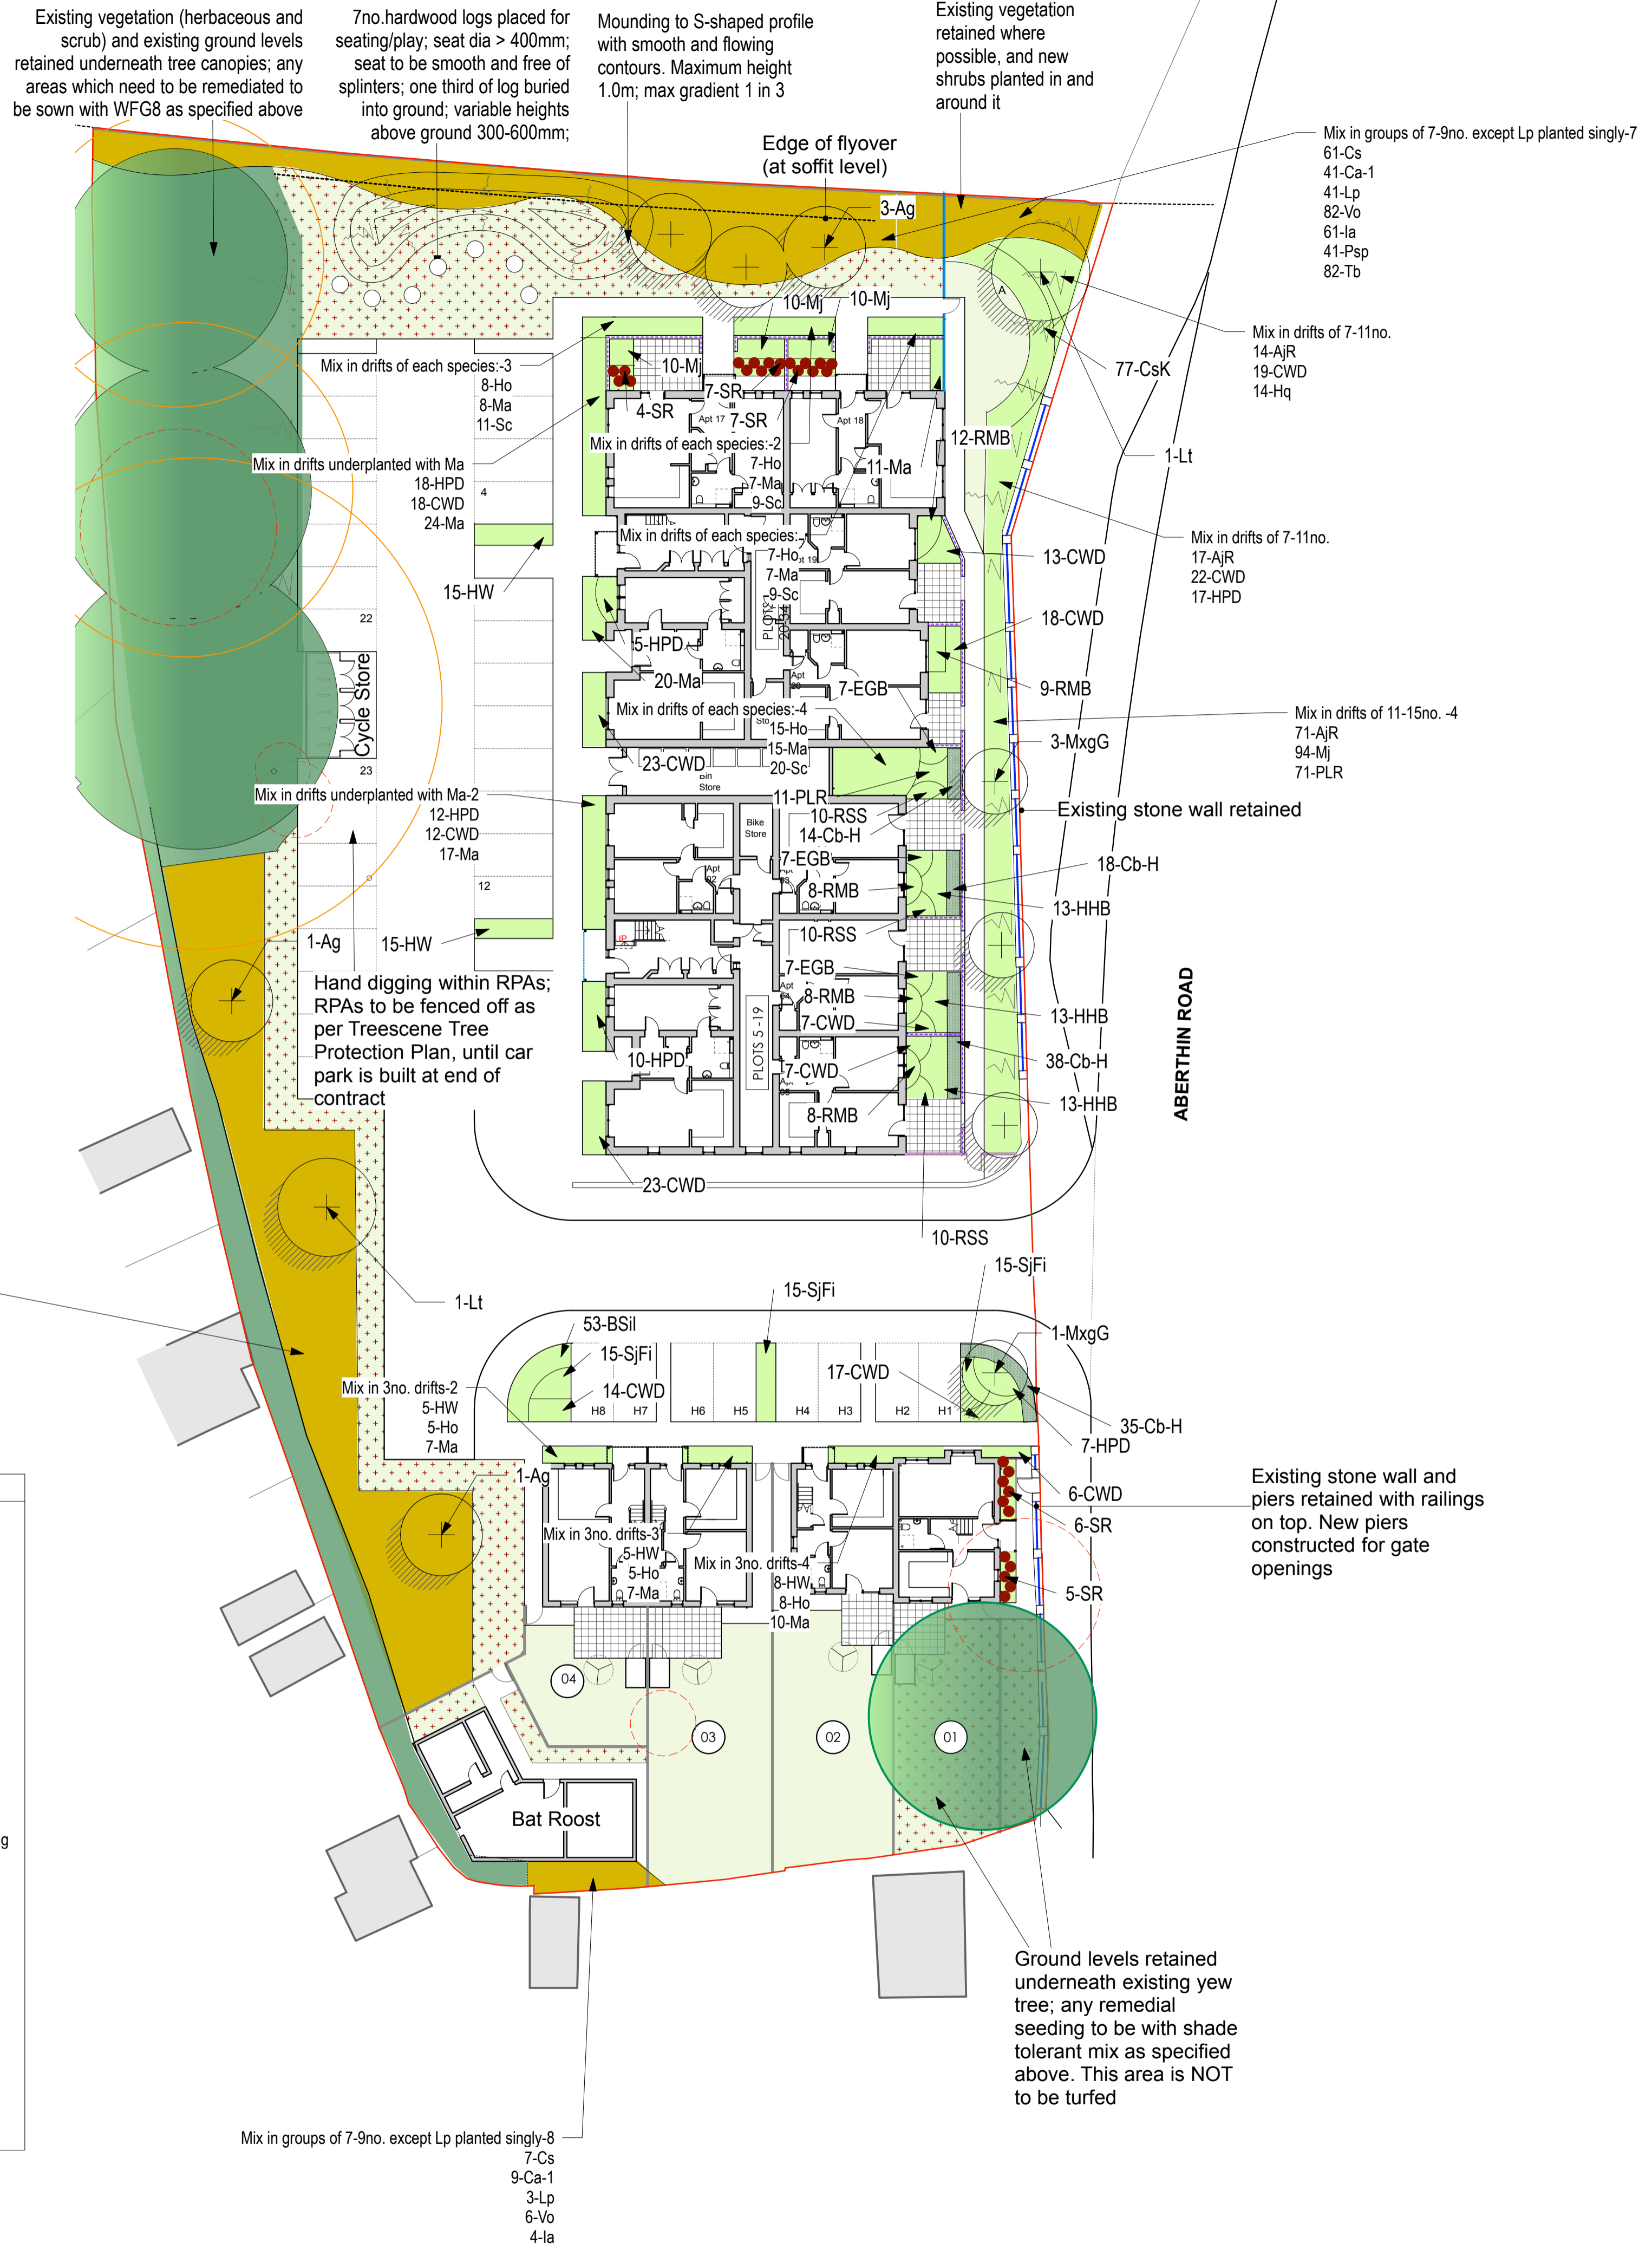 Existing vegetation (herbaceous and
scrub) and existing ground levels
retained underneath tree canopies; any
areas which need to be remediated to
be sown with WFG8 as specified above
7no.hardwood logs placed for
seating/play; seat dia > 400mm;
seat to be smooth and free of
splinters; one third of log buried
into ground; variable heights
above ground 300-600mm;
Mounding to S-shaped profile
with smooth and flowing
contours. Maximum height
1.0m; max gradient 1 in 3
Existing vegetation
retained where
possible, and new
shrubs planted in and
around it
Edge of flyover
(at soffit level)
Mix in groups of 7-9no. except Lp planted singly-7
61-Cs
41-Ca-1
41-Lp
82-Vo
61-Ia
41-Psp
82-Tb
3-Ag
A
10-Mj
10-Mj
Mix in drifts of 7-11no.
14-AjR
19-CWD
14-Hq
77-CsK
1-Lt
Mix in drifts of each species:-3
8-Ho
8-Ma
11-Sc
10-Mj
7-SR
4-SR
7-SR
Apt 17
Apt 18
12-RMB
Mix in drifts of each species:-2
7-Ho
7-Ma
9-Sc
11-Ma
Mix in drifts underplanted with Ma
18-HPD
18-CWD
24-Ma
4
Mix in drifts of each species:-
7-Ho
7-Ma
9-Sc
Mix in drifts of 7-11no.
17-AjR
22-CWD
17-HPD
13-CWD
15-HW
22
18-CWD
5-HPD
20-Ma
PLOTS
Apt
20
7-EGB
9-RMB
Cycle Store
23
Mix in drifts of each species:-4
15-Ho
15-Ma
20-Sc
Mix in drifts of 11-15no. -4
71-AjR
94-Mj
71-PLR
3-MxgG
23-CWD
Bin
Store
Mix in drifts underplanted with Ma-2
12-HPD
12-CWD
17-Ma
12
11-PLR
10-RSS
14-Cb-H
Existing stone wall retained
Bike
Store
7-EGB
Apt
02
18-Cb-H
8-RMB
13-HHB
1-Ag
15-HW
10-RSS
Hand digging within RPAs;
RPAs to be fenced off as
per Treescene Tree
Protection Plan, until car
park is built at end of
contract
7-EGB
8-RMB
7-CWD
13-HHB
ABERTHIN ROAD
PLOTS 5 -19
10-HPD
38-Cb-H
7-CWD
13-HHB
8-RMB
23-CWD
10-RSS
15-SjFi
15-SjFi
1-Lt
53-BSil
1-MxgG
15-SjFi
17-CWD
14-CWD
Mix in 3no. drifts-2
5-HW
5-Ho
7-Ma
H8
H7
H6
H5
H4
H3
H2
H1
35-Cb-H
7-HPD
1-Ag
6-CWD
Existing stone wall and
piers retained with railings
on top. New piers
constructed for gate
openings
6-SR
Mix in 3no. drifts-3
5-HW
5-Ho
7-Ma
Mix in 3no. drifts-4
8-HW
8-Ho
10-Ma
5-SR
04
03
02
01
Bat Roost
g
Ground levels retained
underneath existing yew
tree; any remedial
seeding to be with shade
tolerant mix as specified
above. This area is NOT
to be turfed
Mix in groups of 7-9no. except Lp planted singly-8
7-Cs
9-Ca-1
3-Lp
6-Vo
4-Ia